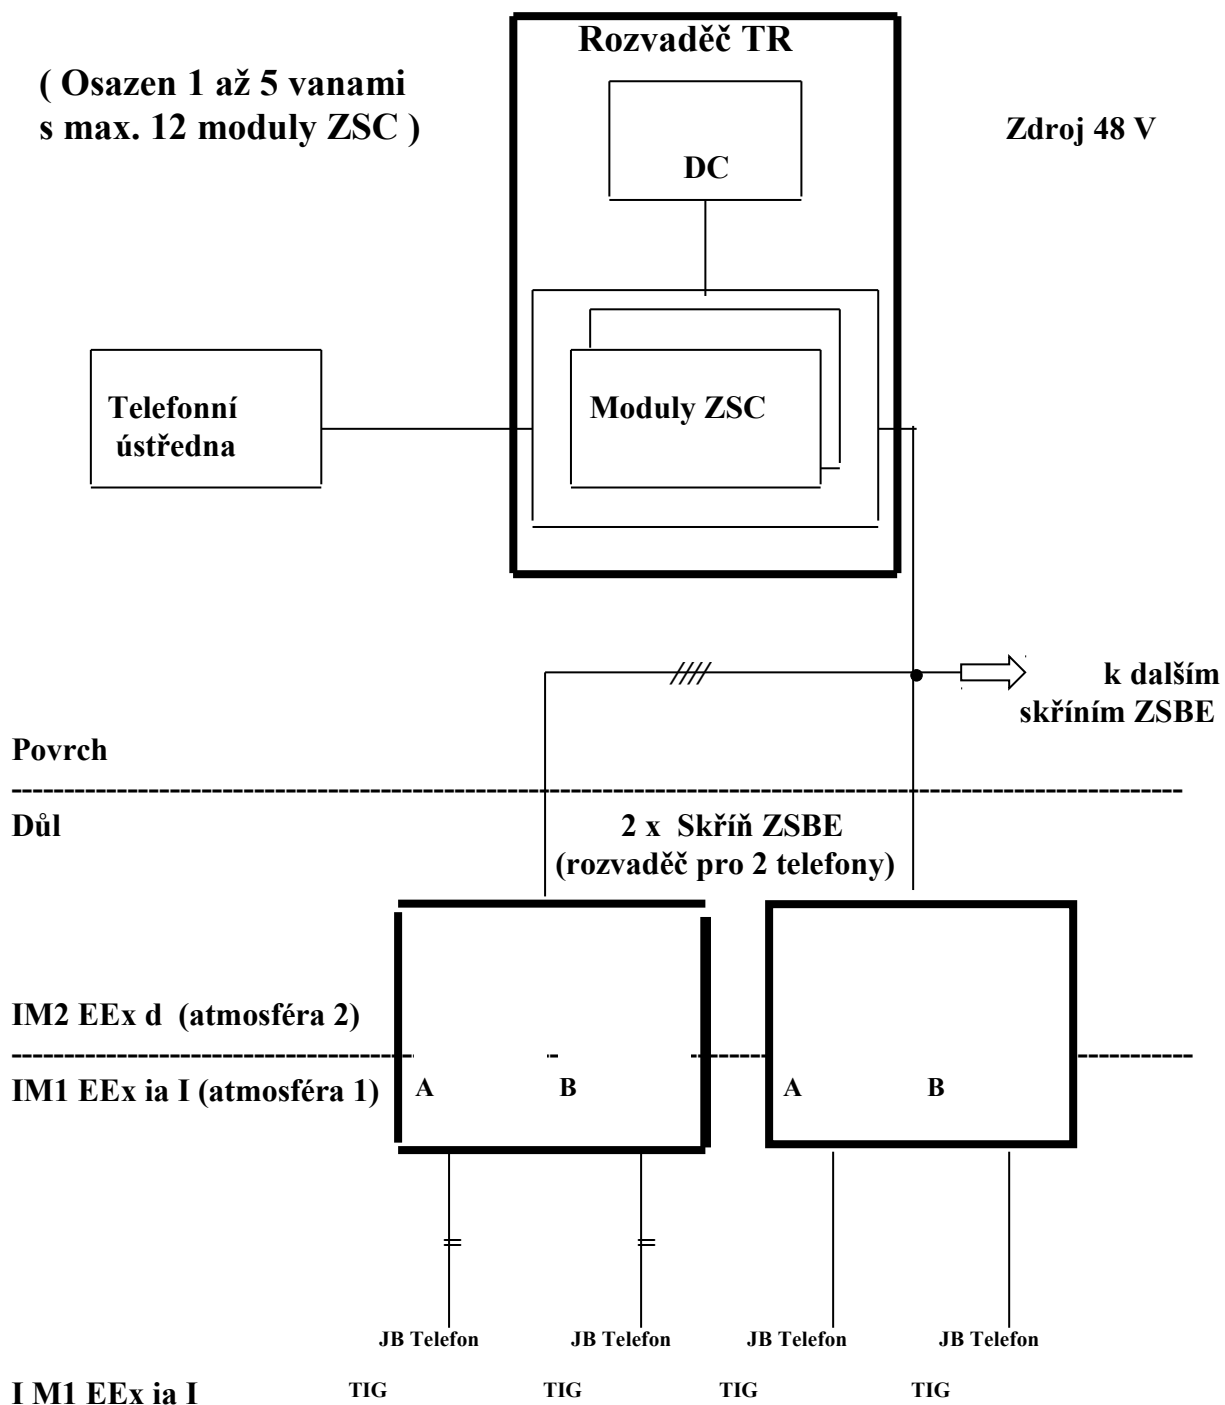 Rozvaděč TR
( Osazen 1 až 5 vanami
s max. 12 moduly ZSC )
Zdroj 48 V
DC
Telefonní
ústředna
Moduly ZSC
k dalším
skříním ZSBE
Povrch
Důl
2 x Skříň ZSBE
(rozvaděč pro 2 telefony)
IM2 EEx d (atmosféra 2)
IM1 EEx ia I (atmosféra 1)
A
B
A
B
JB Telefon
JB Telefon
JB Telefon
JB Telefon
I M1 EEx ia I
TIG
TIG
TIG
TIG